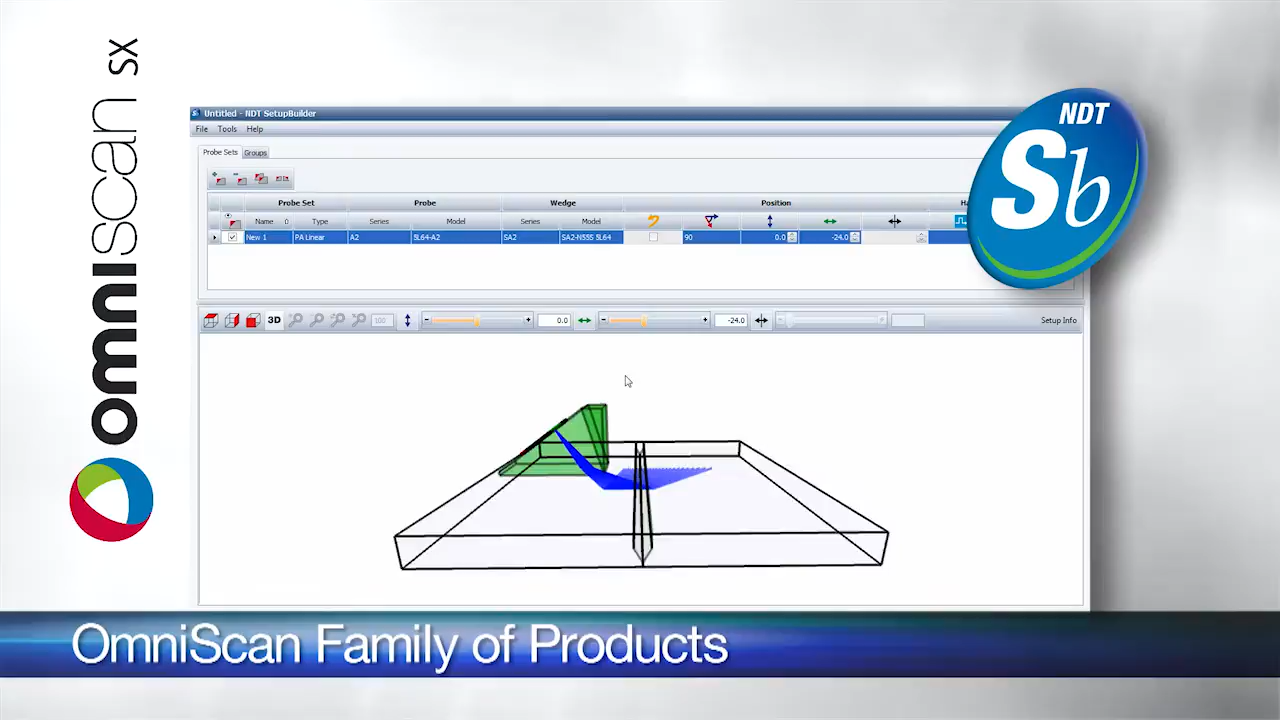 omniscan sx
NDT
Sb
Untitled - NDT SetupBuilder
File Tools Help
Probe Sets Groups
Probe Set Probe Wedge Position
Name 0 Type Series Model Series Model
New 1 PA Linear A2 5L64-A2 SA2 SA2-N55S 5L64 90 0.0 -24.0
3D 100 0.0 -24.0 Setup Info
OmniScan Family of Products